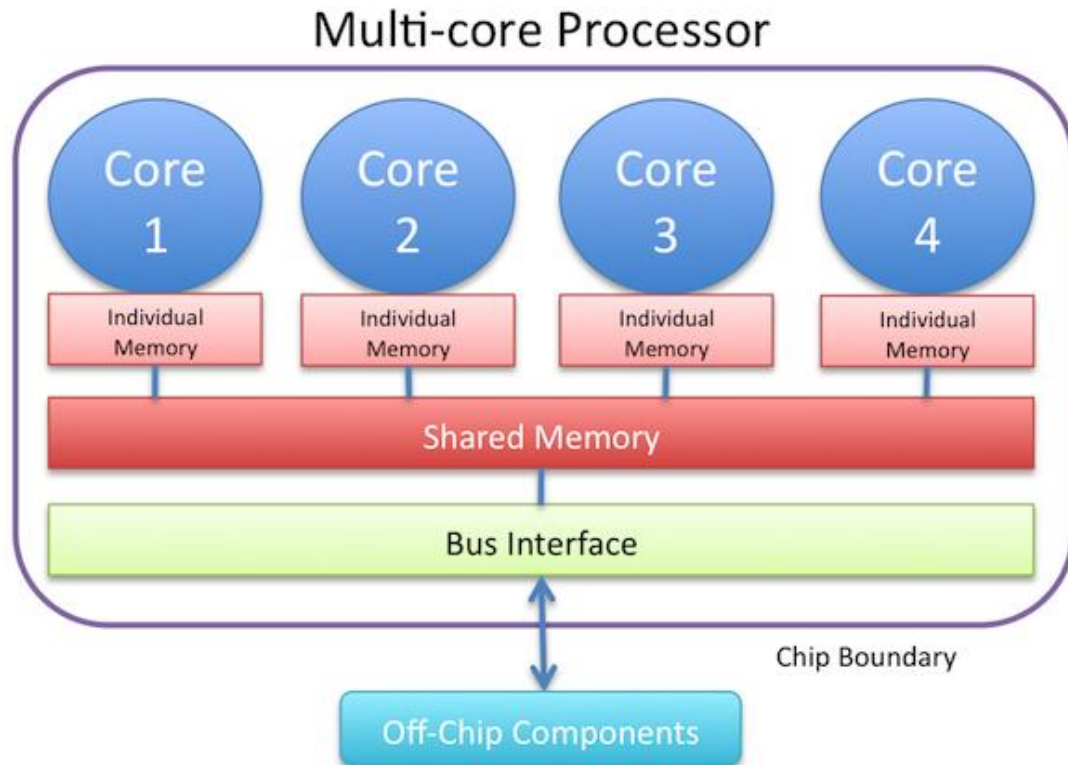 Multi-core Processor
Core
1
Core
2
Core
3
Core
4
Individual
Memory
Individual
Memory
Individual
Memory
Individual
Memory
Shared Memory
Bus Interface
Chip Boundary
Off-Chip Components